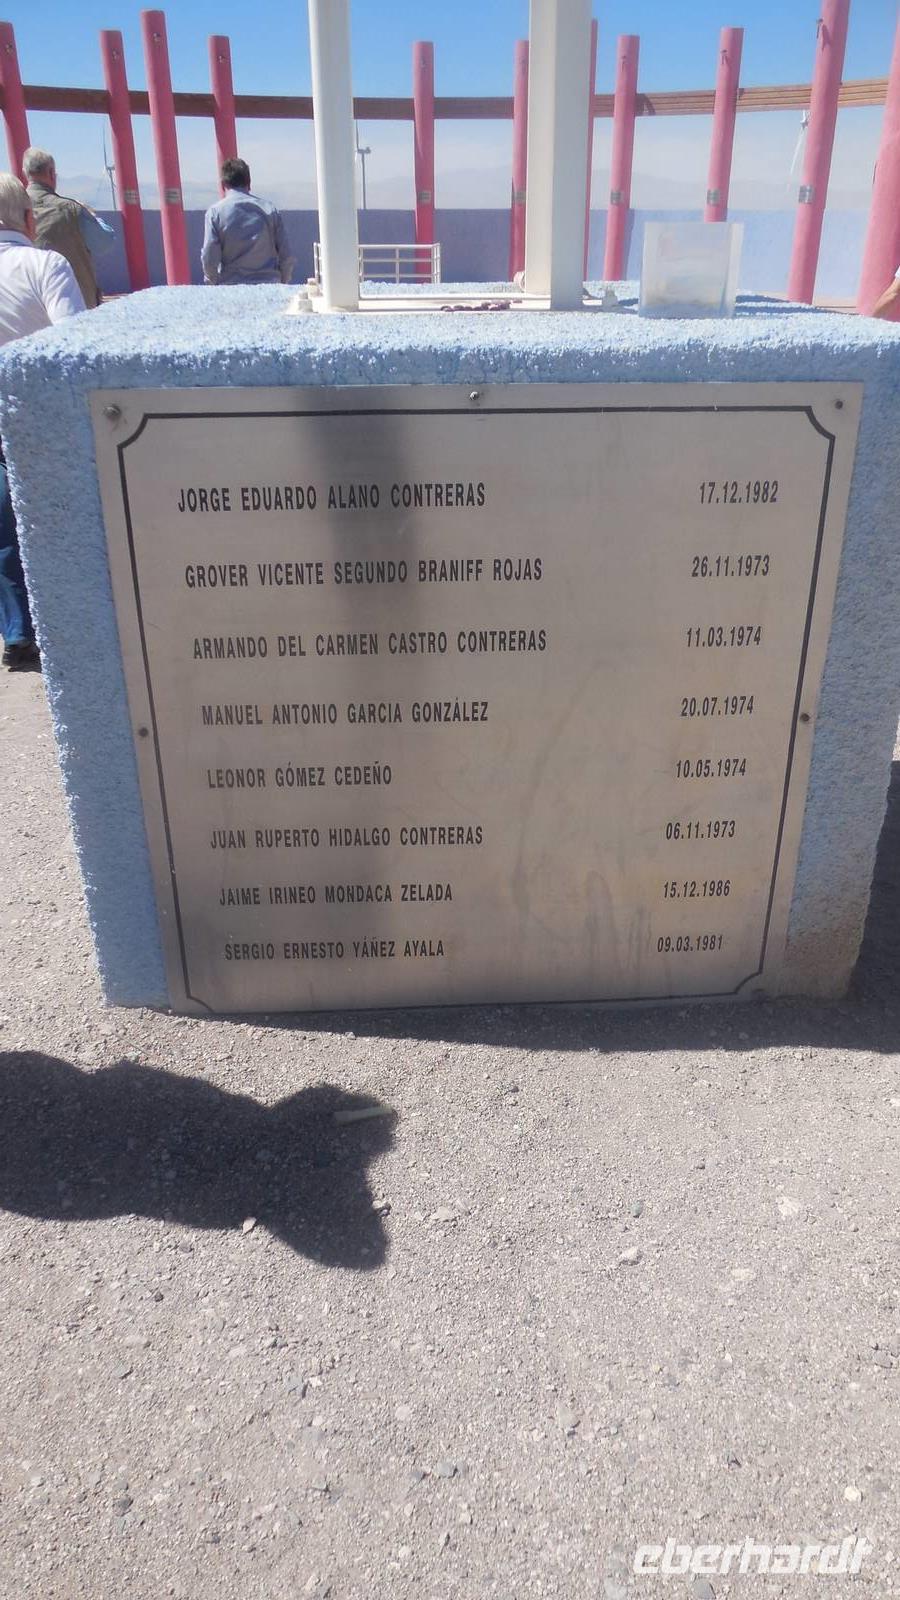 JORGE EDUARDO ALANO CONTRERAS 17.12.1982
GROVER VICENTE SEGUNDO BRANIFF ROJAS 26.11.1973
ARMANDO DEL CARMEN CASTRO CONTRERAS 11.03.1974
MANUEL ANTONIO GARCIA GONZÁLEZ 20.07.1974
LEONOR GÓMEZ CEDEÑO 10.05.1974
JUAN RUPERTO HIDALGO CONTRERAS 06.11.1973
JAIME IRINEO MONDACA ZELADA 15.12.1986
SERGIO ERNESTO YÁÑEZ AYALA 09.03.1981
eberhardt